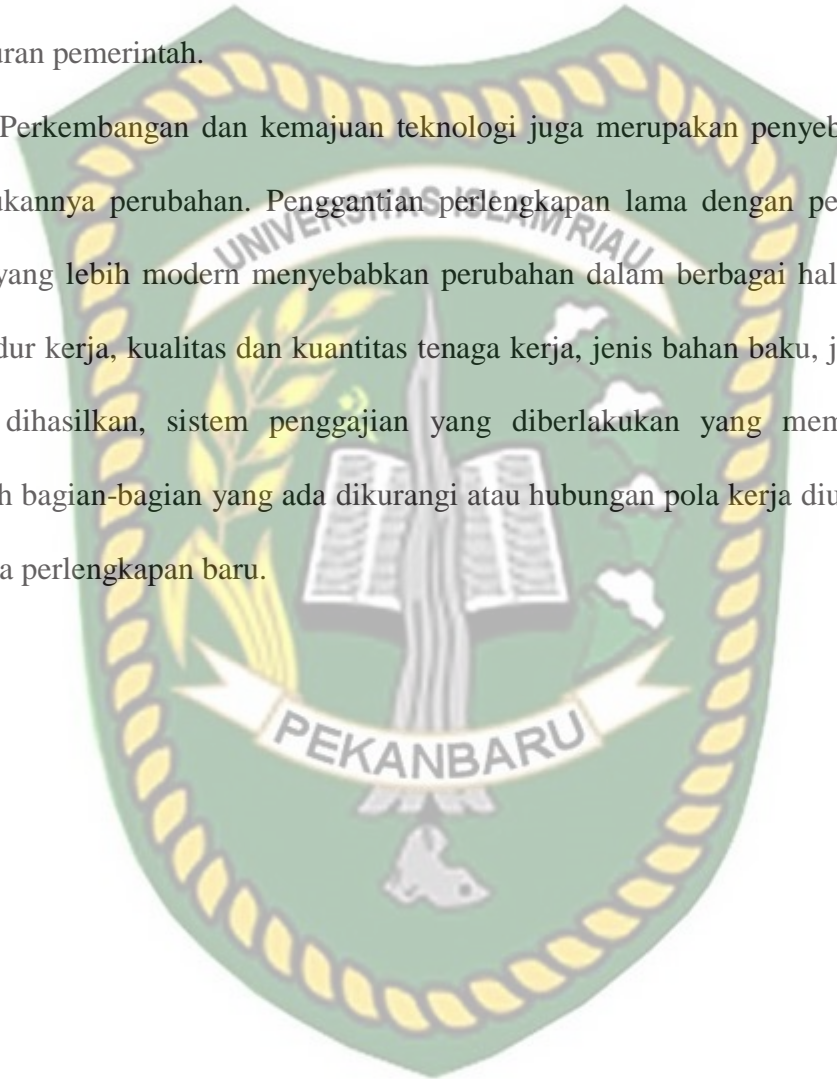 uran pemerintah.
Perkembangan dan kemajuan teknologi juga merupakan penyeb
ukannya perubahan. Penggantian perlengkapan lama dengan pe
UNIVERSITAS ISLAM RIAU
yang lebih modern menyebabkan perubahan dalam berbagai hal
dur kerja, kualitas dan kuantitas tenaga kerja, jenis bahan baku, j
dihasilkan, sistem penggajian yang diberlakukan yang mem
h bagian-bagian yang ada dikurangi atau hubungan pola kerja diu
a perlengkapan baru.
PEKANBARU